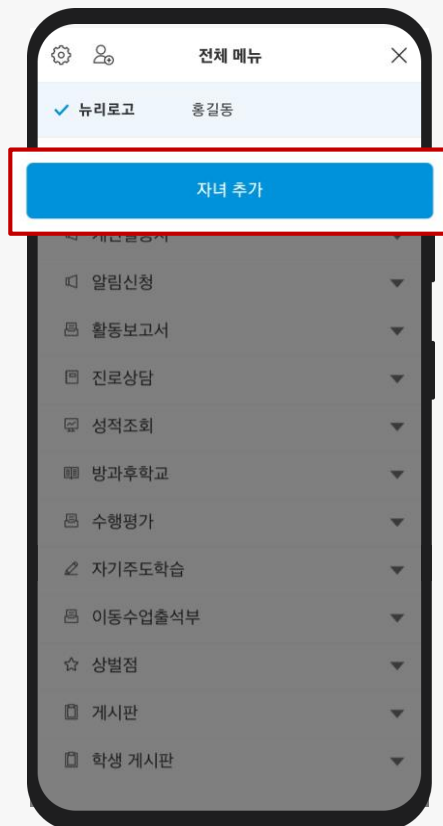 전체 메뉴
뉴리로고 홍길동
자녀 추가
알림신청
활동보고서
진로상담
성적조회
방과후학교
수행평가
자기주도학습
이동수업출석부
상벌점
게시판
학생 게시판